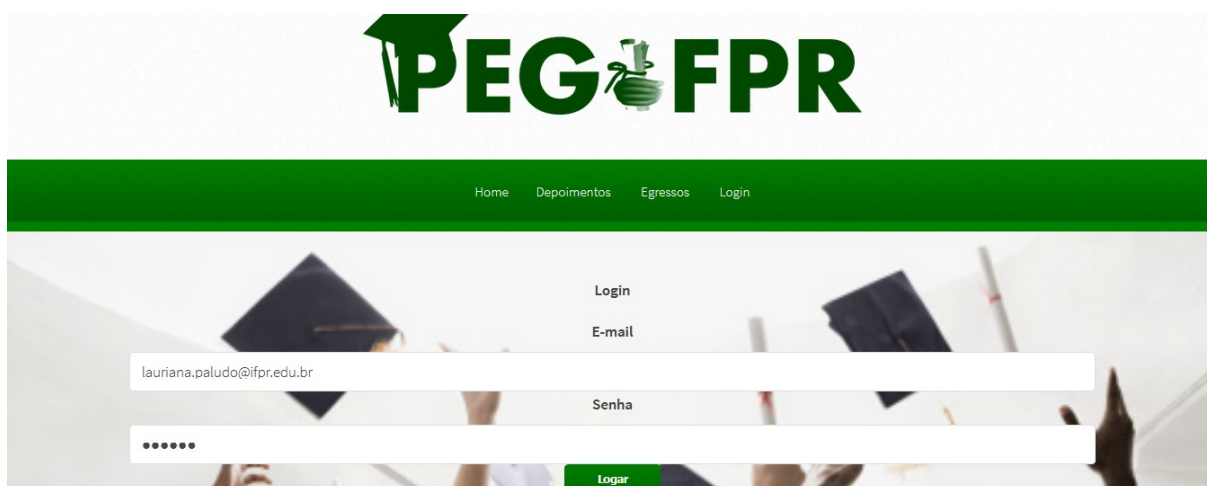 PEGIFPR
Home Depoimentos Egressos Login
Login
E-mail
lauriana.paludo@ifpr.edu.br
Senha
••••••
Logar